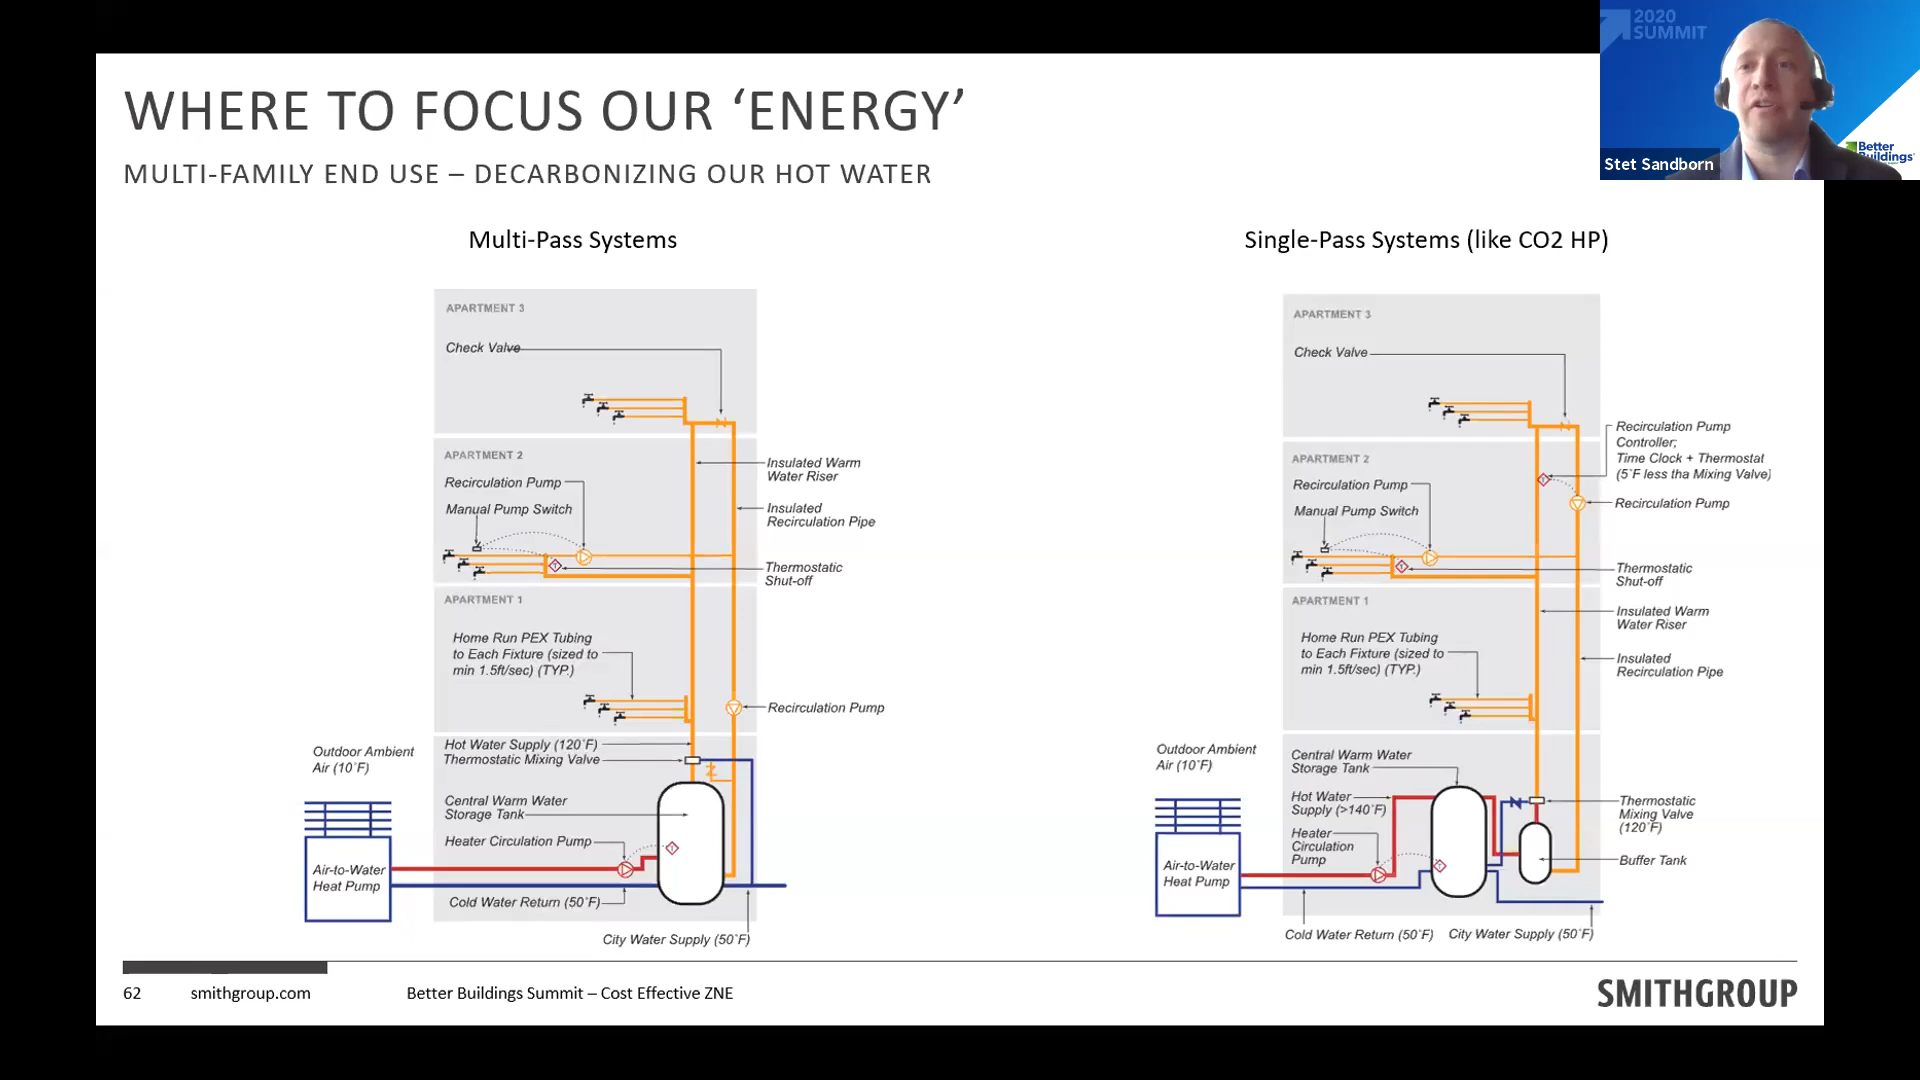 2020
SUMMIT
Better
Buildings
Stet Sandborn
WHERE TO FOCUS OUR ‘ENERGY’
MULTI-FAMILY END USE – DECARBONIZING OUR HOT WATER
Multi-Pass Systems
APARTMENT 3
Check Valve
APARTMENT 2
Recirculation Pump
Manual Pump Switch
Insulated Warm
Water Riser
Insulated
Recirculation Pipe
Thermostatic
Shut-off
APARTMENT 1
Home Run PEX Tubing
to Each Fixture (sized to
min 1.5ft/sec) (TYP.)
Recirculation Pump
Hot Water Supply (120˚F)
Thermostatic Mixing Valve
Outdoor Ambient
Air (10˚F)
Central Warm Water
Storage Tank
Heater Circulation Pump
T
T
Air-to-Water
Heat Pump
Cold Water Return (50˚F)
City Water Supply (50˚F)
Single-Pass Systems (like CO2 HP)
APARTMENT 3
Check Valve
Recirculation Pump
Controller;
Time Clock + Thermostat
(5˚F less tha Mixing Valve)
APARTMENT 2
Recirculation Pump
Manual Pump Switch
Recirculation Pump
T
T
Thermostatic
Shut-off
APARTMENT 1
Insulated Warm
Water Riser
Home Run PEX Tubing
to Each Fixture (sized to
min 1.5ft/sec) (TYP.)
Insulated
Recirculation Pipe
Outdoor Ambient
Air (10˚F)
Central Warm Water
Storage Tank
Hot Water
Supply (>140˚F)
Heater
Circulation
Pump
T
Thermostatic
Mixing Valve
(120˚F)
Buffer Tank
Air-to-Water
Heat Pump
Cold Water Return (50˚F)
City Water Supply (50˚F)
62
smithgroup.com
Better Buildings Summit – Cost Effective ZNE
SMITHGROUP